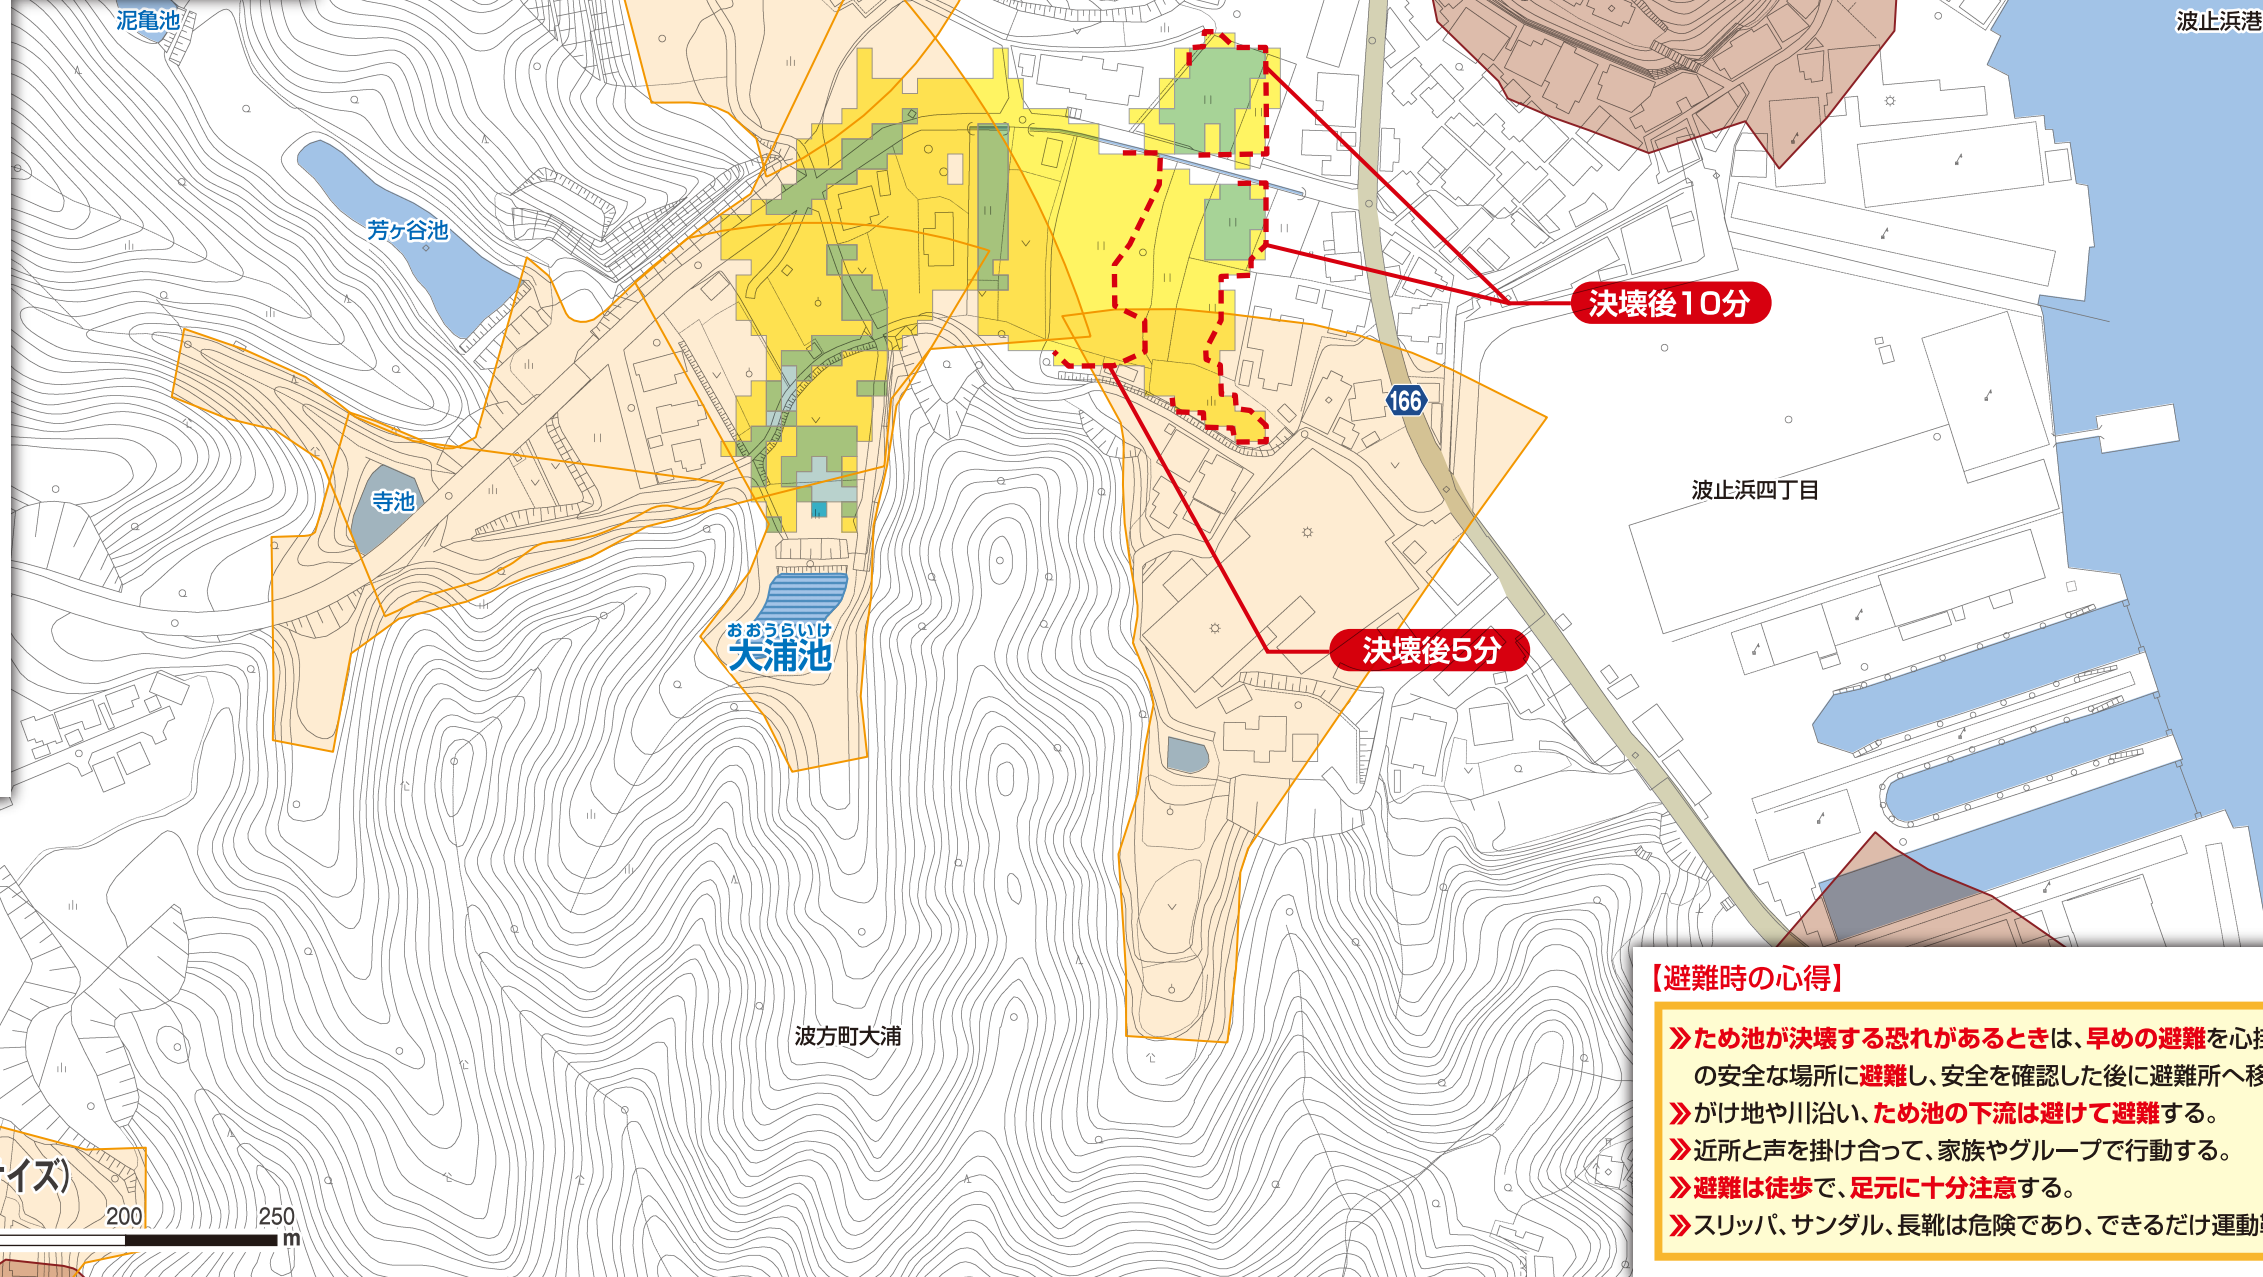 泥亀池
波止浜港
芳ヶ谷池
決壊後10分
166
寺池
波止浜四丁目
おおうらいけ
大浦池
決壊後5分
波方町大浦
イズ)
200
250
m
【避難時の心得】
ため池が決壊する恐れがあるときは、早めの避難を心
の安全な場所に避難し、安全を確認した後に避難所へ移
がけ地や川沿い、ため池の下流は避けて避難する。
近所と声を掛け合って、家族やグループで行動する。
避難は徒歩で、足元に十分注意する。
スリッパ、サンダル、長靴は危険であり、できるだけ運動